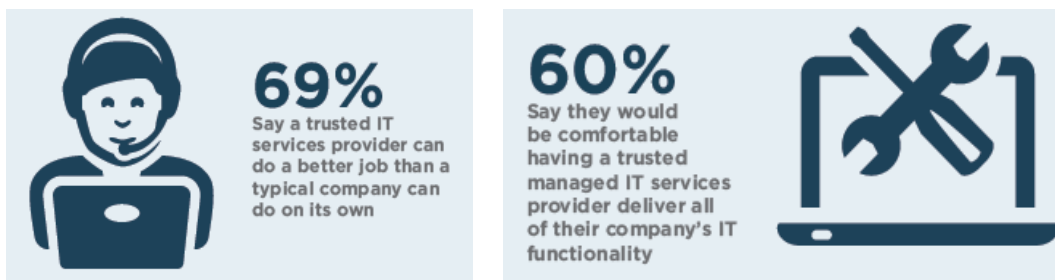 69%
Say a trusted IT
services provider can
do a better job than a
typical company can
do on its own
60%
Say they would
be comfortable
having a trusted
managed IT services
provider deliver all
of their company's IT
functionality